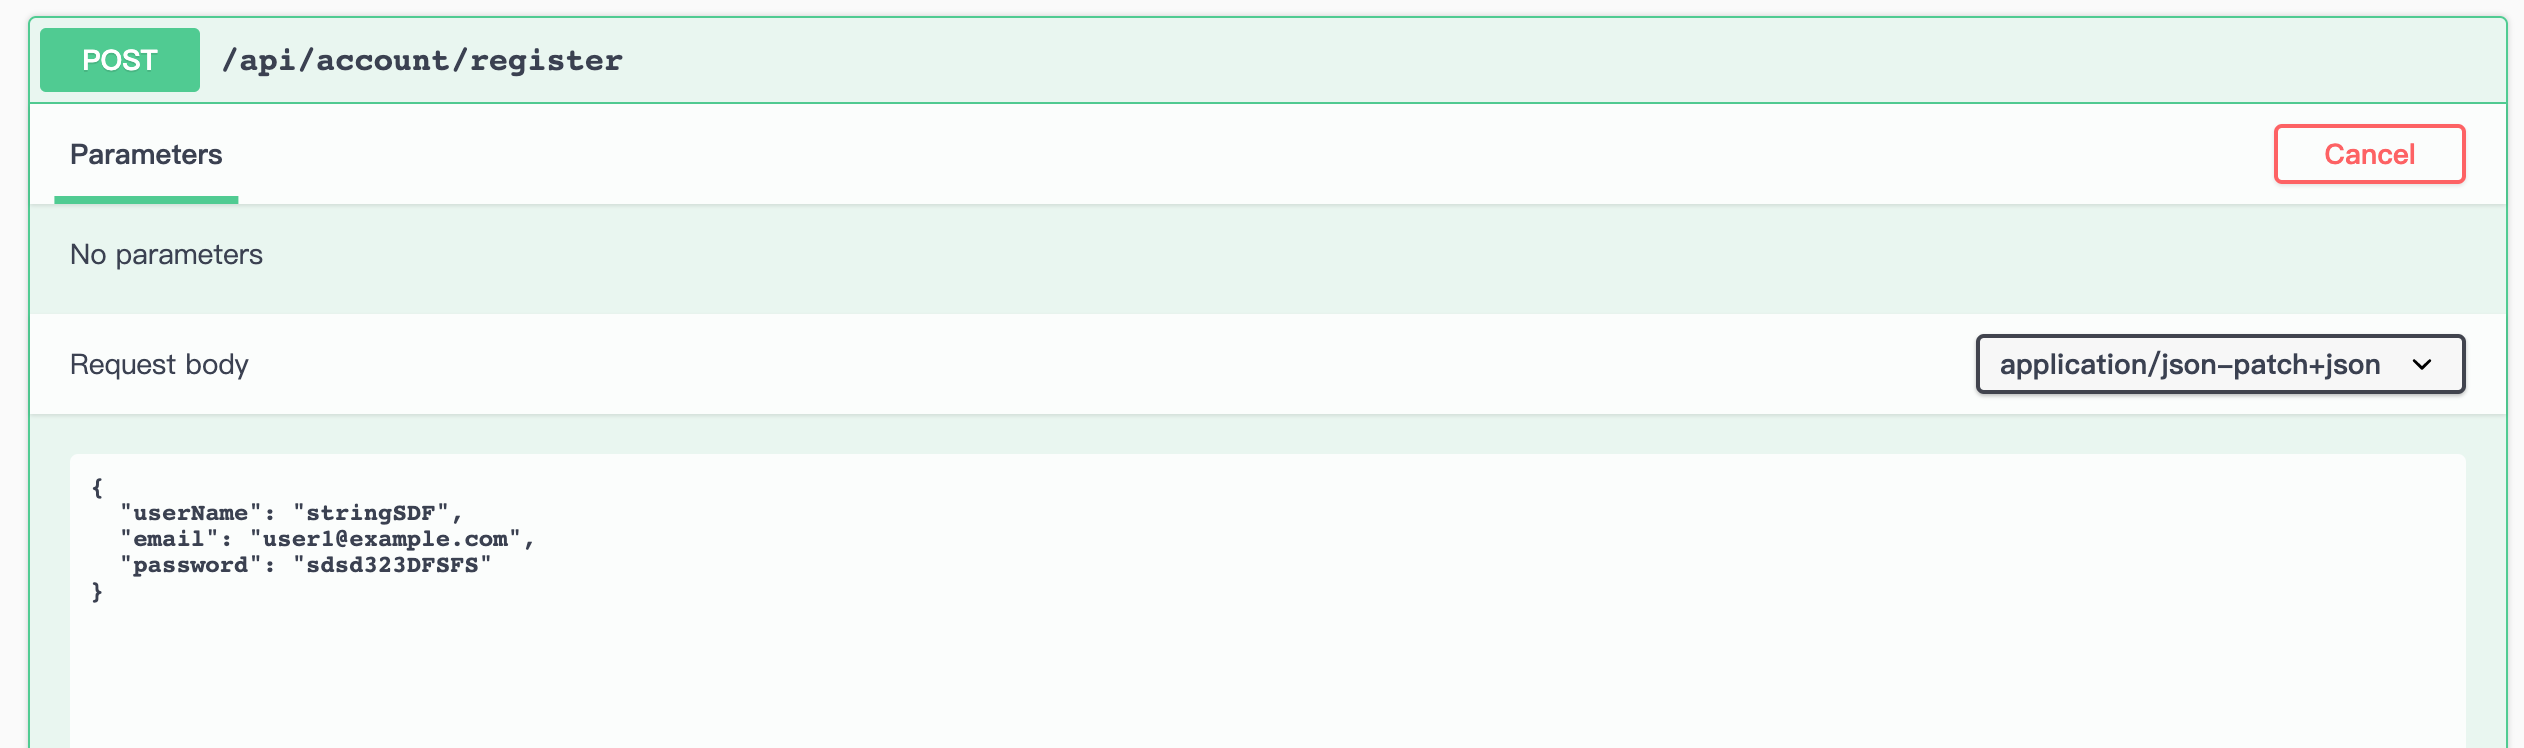 POST /api/account/register
Parameters
Cancel
No parameters
Request body
application/json-patch+json
{
  "userName": "stringSDF",
  "email": "user1@example.com",
  "password": "sdsd323DFSFS"
}